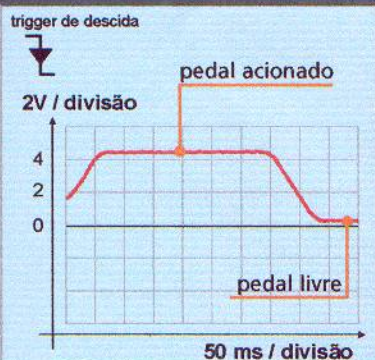 trigger de descida
pedal acionado
2V / divisão
4
2
0
pedal livre
50 ms / divisão